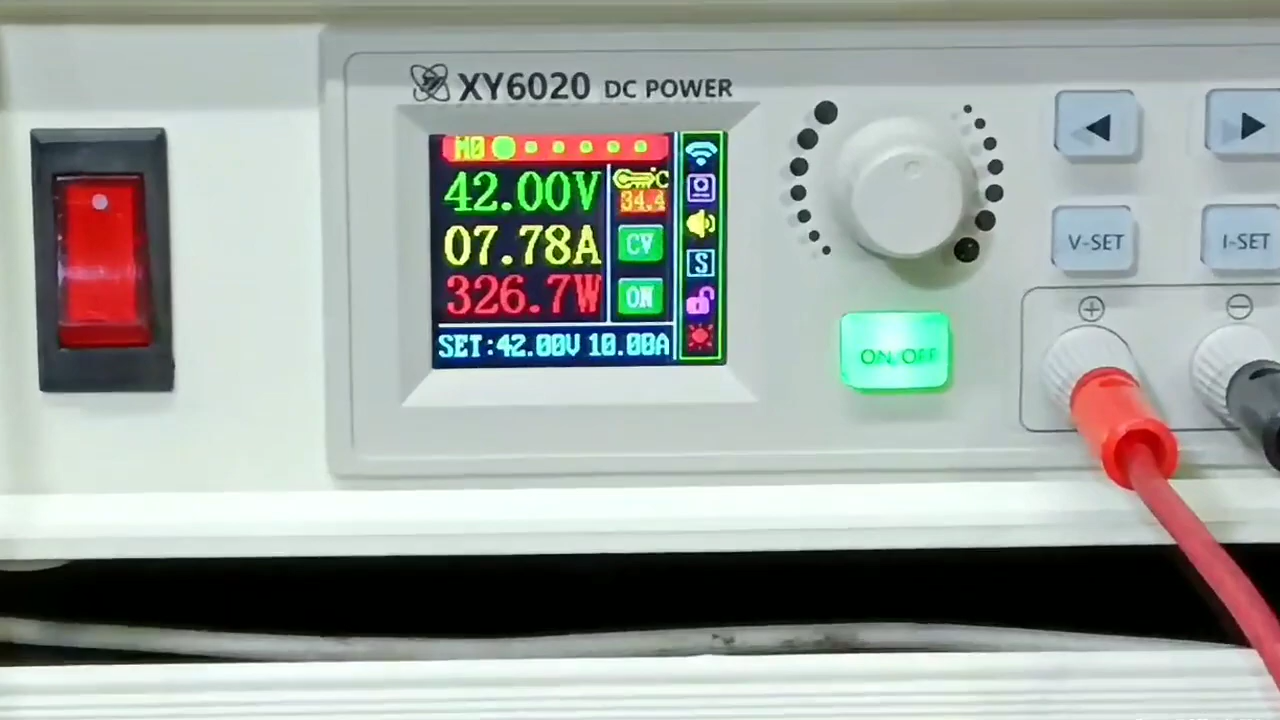 XY6020 DC POWER
M0
42.00V
°C
34.4
07.78A
CV
326.7W
ON
SET:42.00V 10.00A
S
ON/OFF
V-SET
I-SET
+
−